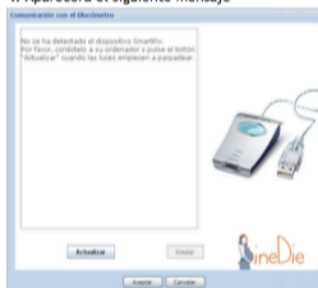 4. Aparecerá el siguiente mensaje
Comunicación con el Glucómetro
No se ha detectado el dispositivo SmartPix.
Por favor, conéctelo a su ordenador y pulse el botón
"Actualizar" cuando las luces empiecen a parpadear.
Actualizar
Enviar
SineDie
Aceptar
Cancelar